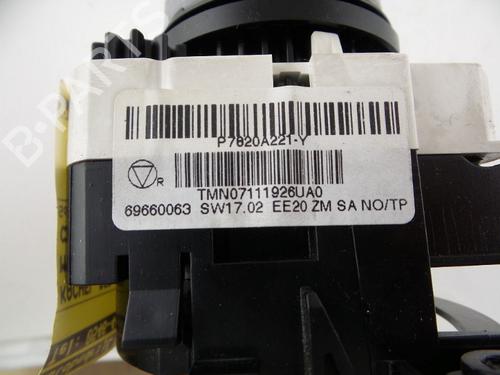 B-PARTS
P7820A221-Y
R
TMN07111926UA0
69660063 SW17.02 EE20 ZM SA NO/TP